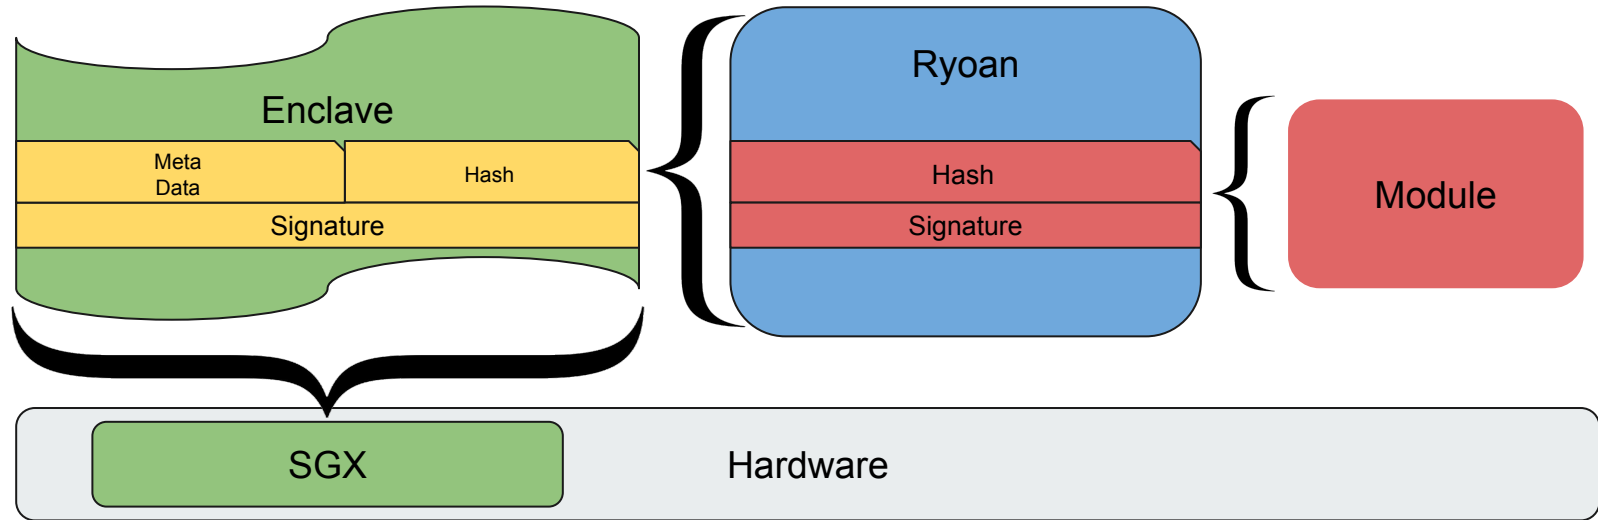 Enclave
Meta
Data
Hash
Signature
Ryoan
Hash
Signature
Module
SGX
Hardware